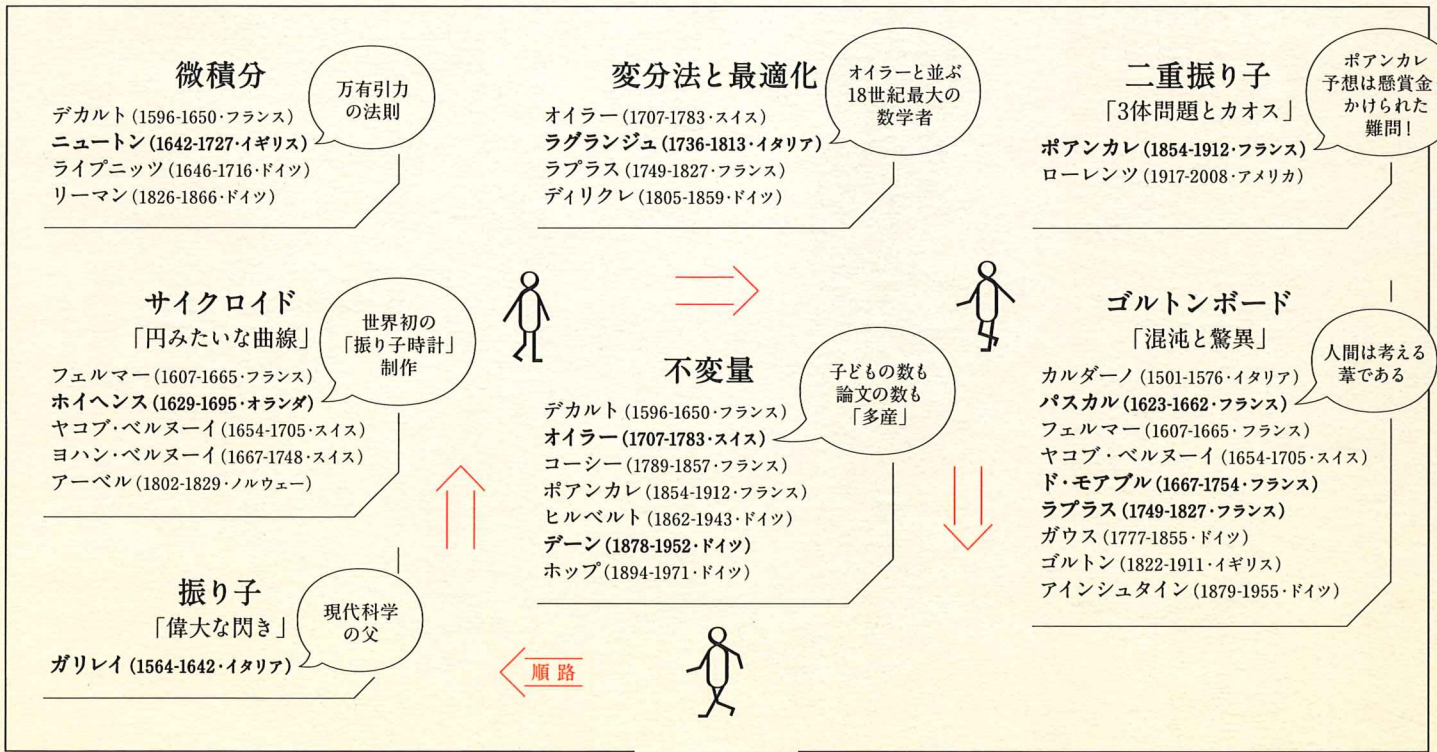 微積分
デカルト(1596-1650·フランス)
ニュートン(1642-1727·イギリス)
ライプニッツ(1646-1716·ドイツ)
リーマン(1826-1866·ドイツ)
万有引力
の法則
変分法と最適化
オイラー(1707-1783·スイス)
ラグランジュ(1736-1813·イタリア)
ラプラス(1749-1827·フランス)
ディリクレ(1805-1859·ドイツ)
オイラーと並ぶ
18世紀最大の
数学者
二重振り子
「3体問題とカオス」
ポアンカレ(1854-1912·フランス)
ローレンツ(1917-2008·アメリカ)
ポアンカレ
予想は懸賞金
かけられた
難問！
サイクロイド
「円みたいな曲線」
フェルマー(1607-1665·フランス)
ホイヘンス(1629-1695·オランダ)
ヤコブ·ベルヌーイ(1654-1705·スイス)
ヨハン·ベルヌーイ(1667-1748·スイス)
アーベル(1802-1829·ノルウェー)
世界初の
「振り子時計」
制作
不変量
デカルト(1596-1650·フランス)
オイラー(1707-1783·スイス)
コーシー(1789-1857·フランス)
ポアンカレ(1854-1912·フランス)
ヒルベルト(1862-1943·ドイツ)
デーン(1878-1952·ドイツ)
ホップ(1894-1971·ドイツ)
子どもの数も
論文の数も
「多産」
ゴルトンボード
「混沌と驚異」
カルダーノ(1501-1576·イタリア)
パスカル(1623-1662·フランス)
フェルマー(1607-1665·フランス)
ヤコブ·ベルヌーイ(1654-1705·スイス)
ド·モアブル(1667-1754·フランス)
ラプラス(1749-1827·フランス)
ガウス(1777-1855·ドイツ)
ゴルトン(1822-1911·イギリス)
アインシュタイン(1879-1955·ドイツ)
人間は考える
葦である
振り子
「偉大な閃き」
ガリレイ(1564-1642·イタリア)
現代科学
の父
順路